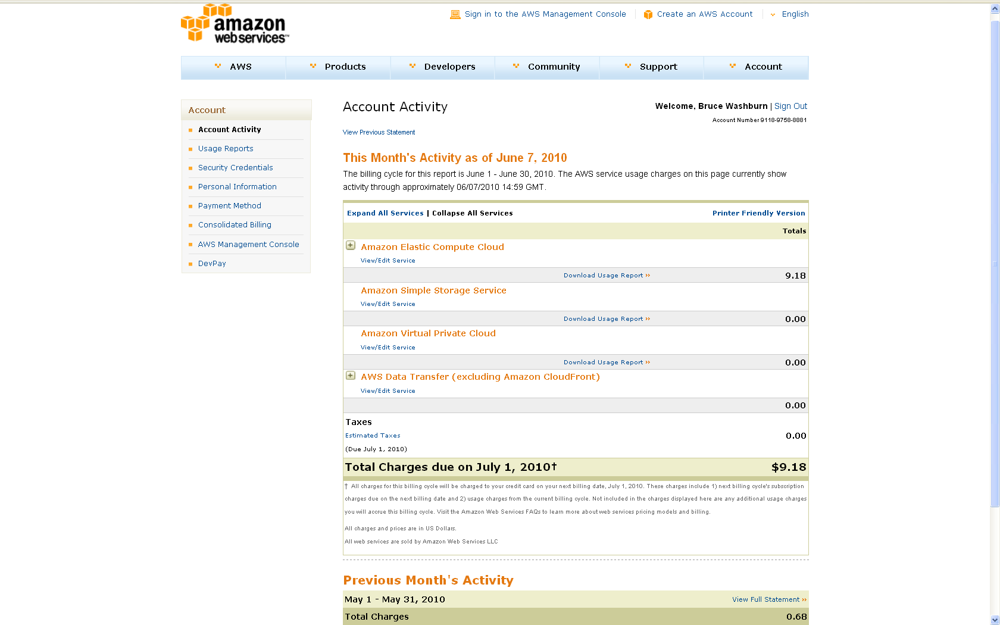 amazon
webservices™
Sign in to the AWS Management Console
Create an AWS Account
English
AWS
Products
Developers
Community
Support
Account
Account
Account Activity
Usage Reports
Security Credentials
Personal Information
Payment Method
Consolidated Billing
AWS Management Console
DevPay
Account Activity
Welcome, Bruce Washburn | Sign Out
Account Number 9118-9758-8881
View Previous Statement
This Month's Activity as of June 7, 2010
The billing cycle for this report is June 1 - June 30, 2010. The AWS service usage charges on this page currently show
activity through approximately 06/07/2010 14:59 GMT.
Expand All Services | Collapse All Services
Printer Friendly Version
Totals
Amazon Elastic Compute Cloud
View/Edit Service
Download Usage Report »
9.18
Amazon Simple Storage Service
View/Edit Service
Download Usage Report »
0.00
Amazon Virtual Private Cloud
View/Edit Service
Download Usage Report »
0.00
AWS Data Transfer (excluding Amazon CloudFront)
View/Edit Service
0.00
Taxes
Estimated Taxes
0.00
(Due July 1, 2010)
Total Charges due on July 1, 2010†
$9.18
† All charges for this billing cycle will be charged to your credit card on your next billing date, July 1, 2010. These charges include 1) next billing cycle's subscription
charges due on the next billing date and 2) usage charges from the current billing cycle. Not included in the charges displayed here are any additional usage charges
you will accrue this billing cycle. Visit the Amazon Web Services FAQs to learn more about web services pricing models and billing.
All charges and prices are in US Dollars.
All web services are sold by Amazon Web Services LLC
Previous Month's Activity
May 1 - May 31, 2010
View Full Statement »
Total Charges
0.68